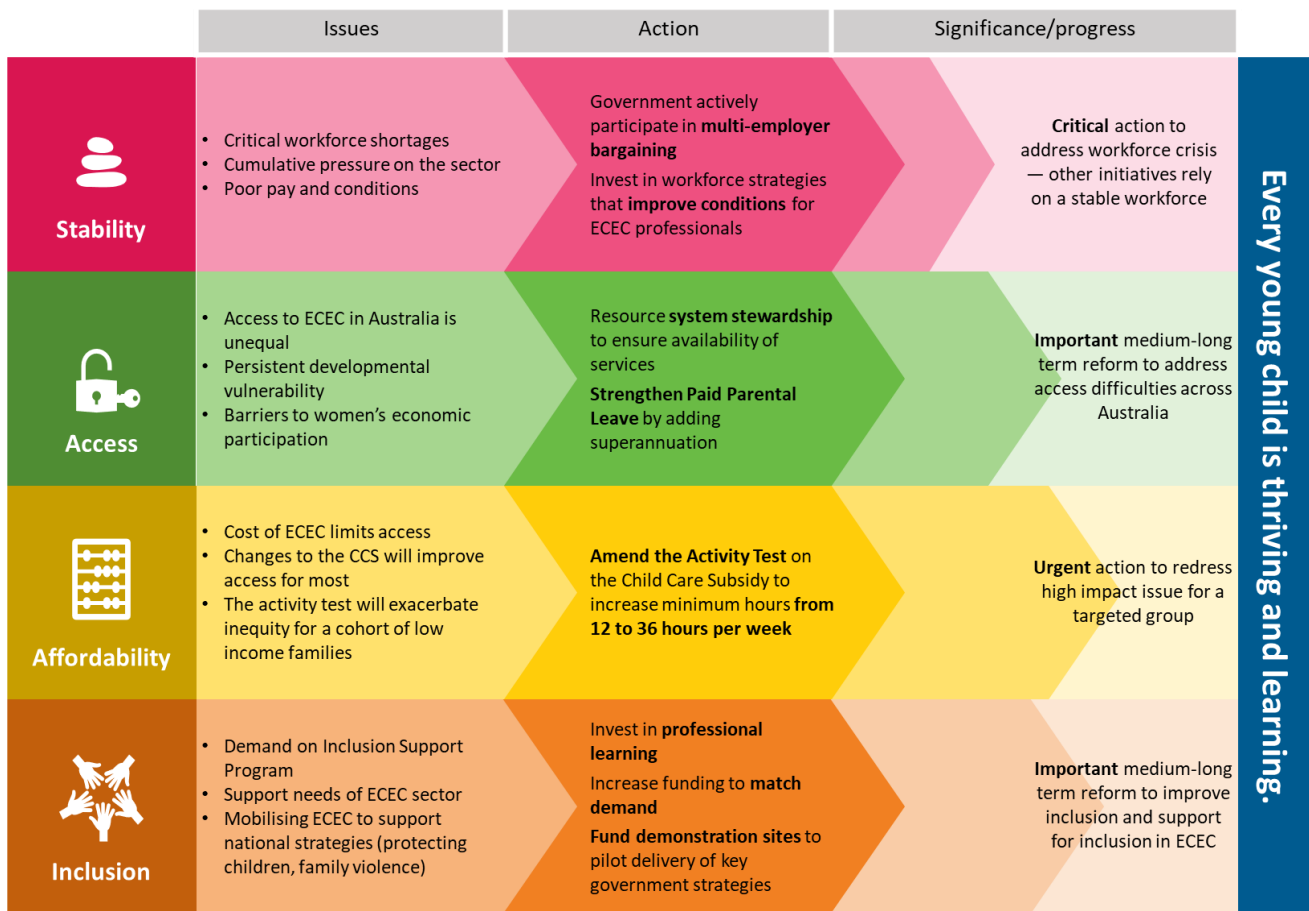 Issues
Action
Significance/progress
Stability
• Critical workforce shortages
• Cumulative pressure on the sector
• Poor pay and conditions
Government actively
participate in multi-employer
bargaining
Invest in workforce strategies
that improve conditions for
ECEC professionals
Critical action to
address workforce crisis
— other initiatives rely
on a stable workforce
Access
• Access to ECEC in Australia is
unequal
• Persistent developmental
vulnerability
• Barriers to women’s economic
participation
Resource system stewardship
to ensure availability of
services
Strengthen Paid Parental
Leave by adding
superannuation
Important medium-long
term reform to address
access difficulties across
Australia
Affordability
• Cost of ECEC limits access
• Changes to the CCS will improve
access for most
• The activity test will exacerbate
inequity for a cohort of low
income families
Amend the Activity Test on
the Child Care Subsidy to
increase minimum hours from
12 to 36 hours per week
Urgent action to redress
high impact issue for a
targeted group
Inclusion
• Demand on Inclusion Support
Program
• Support needs of ECEC sector
• Mobilising ECEC to support
national strategies (protecting
children, family violence)
Invest in professional
learning
Increase funding to match
demand
Fund demonstration sites to
pilot delivery of key
government strategies
Important medium-long
term reform to improve
inclusion and support
for inclusion in ECEC
Every young child is thriving and learning.